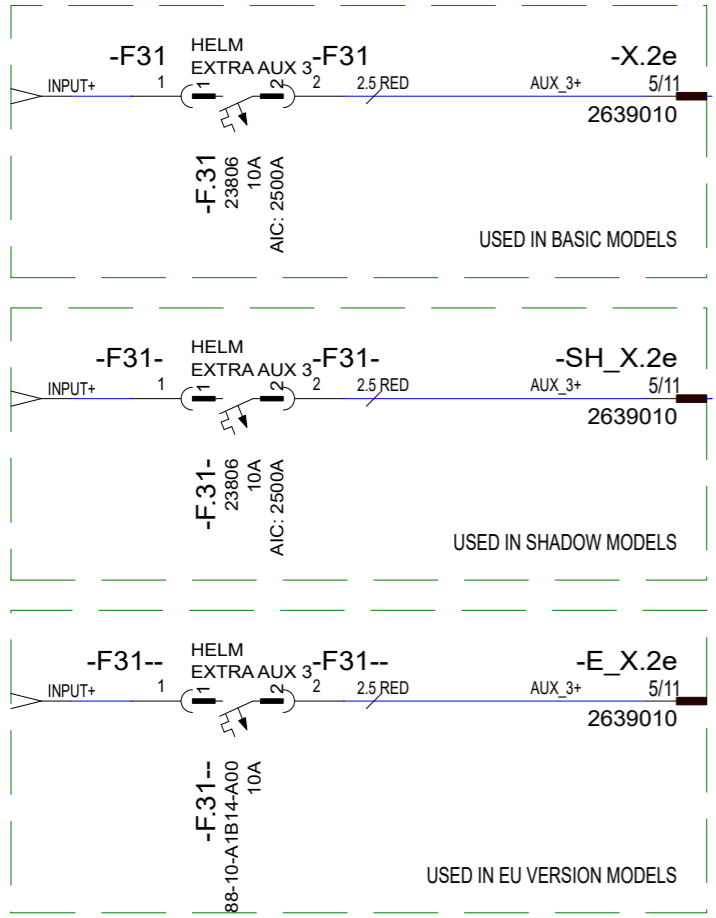 -F31 HELM -F31 -X.2e
EXTRA AUX 3
INPUT+ 1 1 2 2 2.5 RED AUX_3+ 5/11
2639010
-F.31
23806
10A
AIC: 2500A
USED IN BASIC MODELS
-F31- HELM -F31- -SH_X.2e
EXTRA AUX 3
INPUT+ 1 1 2 2 2.5 RED AUX_3+ 5/11
2639010
-F.31-
23806
10A
AIC: 2500A
USED IN SHADOW MODELS
-F31-- HELM -F31-- -E_X.2e
EXTRA AUX 3
INPUT+ 1 1 2 2 2.5 RED AUX_3+ 5/11
2639010
-F.31--
88-10-A1B14-A00
10A
USED IN EU VERSION MODELS